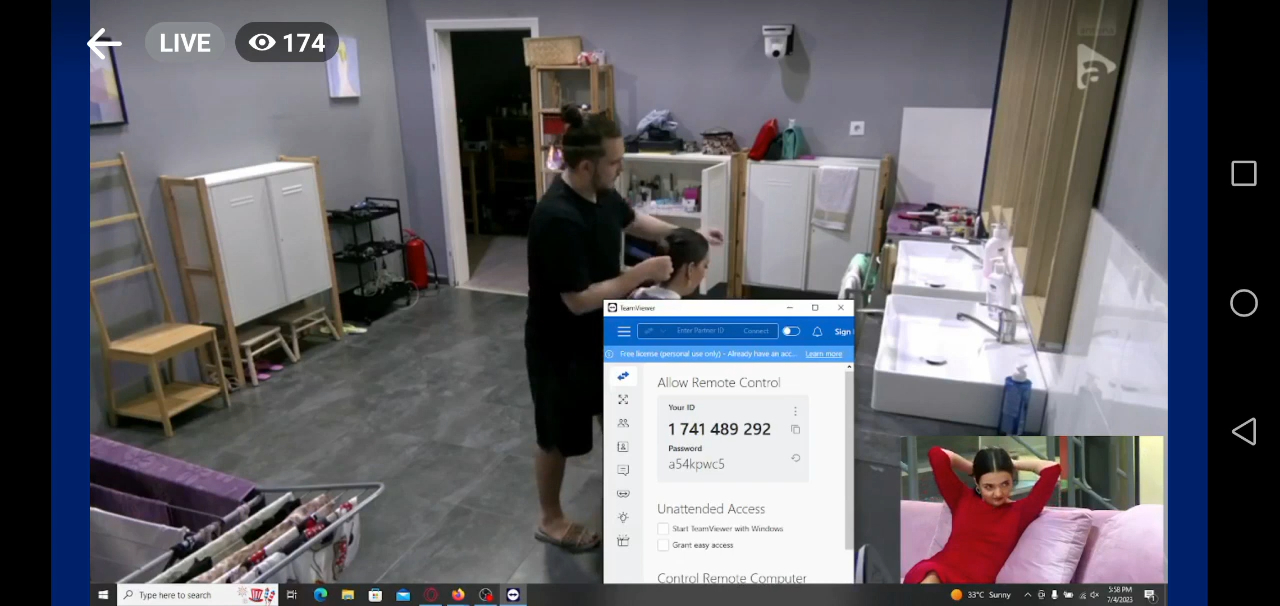 LIVE
174
TeamViewer
Enter Partner ID
Connect
Sign
Free license (personal use only) - Already have an acc...
Learn more
Allow Remote Control
Your ID
1 741 489 292
Password
a54kpwc5
Unattended Access
Start TeamViewer with Windows
Grant easy access
Control Remote Computer
Type here to search
33°C Sunny
5:58 PM
7/4/2023